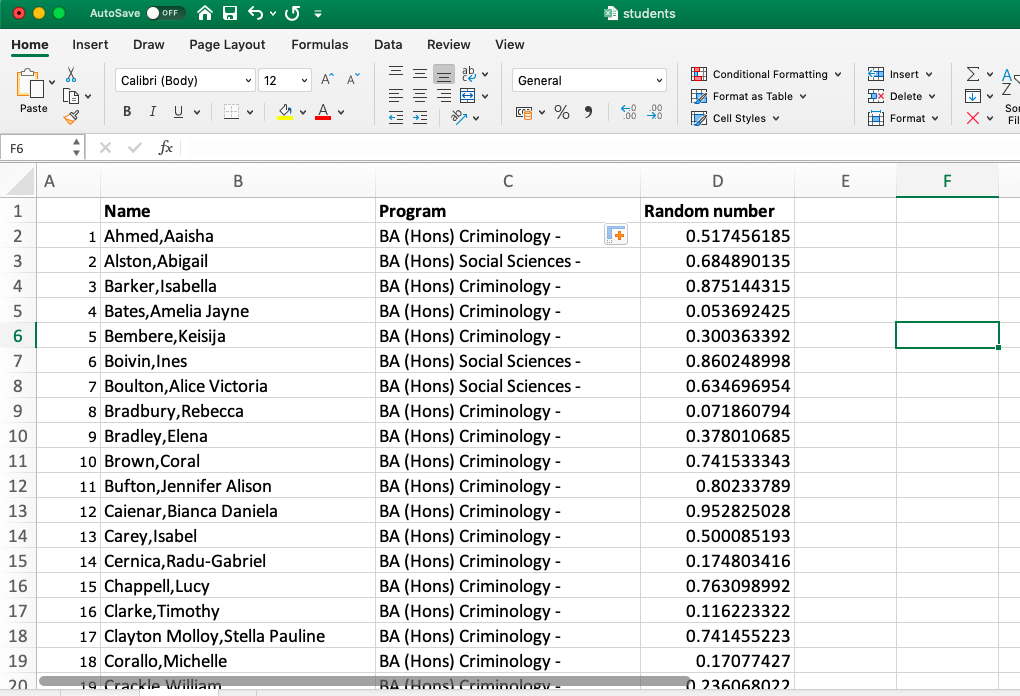 AutoSave OFF students
Home Insert Draw Page Layout Formulas Data Review View
Paste
Calibri (Body) 12
A^ A˅
B I U A
ab
General
% 9
.00 .00
Conditional Formatting
Format as Table
Cell Styles
Insert
Delete
Format
Σ A
Z
Sor
Fil
F6 fx
A B C D E F
1 Name Program Random number
2 1 Ahmed,Aaisha BA (Hons) Criminology - 0.517456185
3 2 Alston,Abigail BA (Hons) Social Sciences - 0.684890135
4 3 Barker,Isabella BA (Hons) Criminology - 0.875144315
5 4 Bates,Amelia Jayne BA (Hons) Criminology - 0.053692425
6 5 Bembere,Keisija BA (Hons) Criminology - 0.300363392
7 6 Boivin,Ines BA (Hons) Social Sciences - 0.860248998
8 7 Boulton,Alice Victoria BA (Hons) Social Sciences - 0.634696954
9 8 Bradbury,Rebecca BA (Hons) Criminology - 0.071860794
10 9 Bradley,Elena BA (Hons) Criminology - 0.378010685
11 10 Brown,Coral BA (Hons) Criminology - 0.741533343
12 11 Bufton,Jennifer Alison BA (Hons) Criminology - 0.80233789
13 12 Caienar,Bianca Daniela BA (Hons) Criminology - 0.952825028
14 13 Carey,Isabel BA (Hons) Criminology - 0.500085193
15 14 Cernica,Radu-Gabriel BA (Hons) Criminology - 0.174803416
16 15 Chappell,Lucy BA (Hons) Criminology - 0.763098992
17 16 Clarke,Timothy BA (Hons) Criminology - 0.116223322
18 17 Clayton Molloy,Stella Pauline BA (Hons) Criminology - 0.741455223
19 18 Corallo,Michelle BA (Hons) Criminology - 0.17077427
20 19 Crackle,William BA (Hons) Criminology - 0.236068022